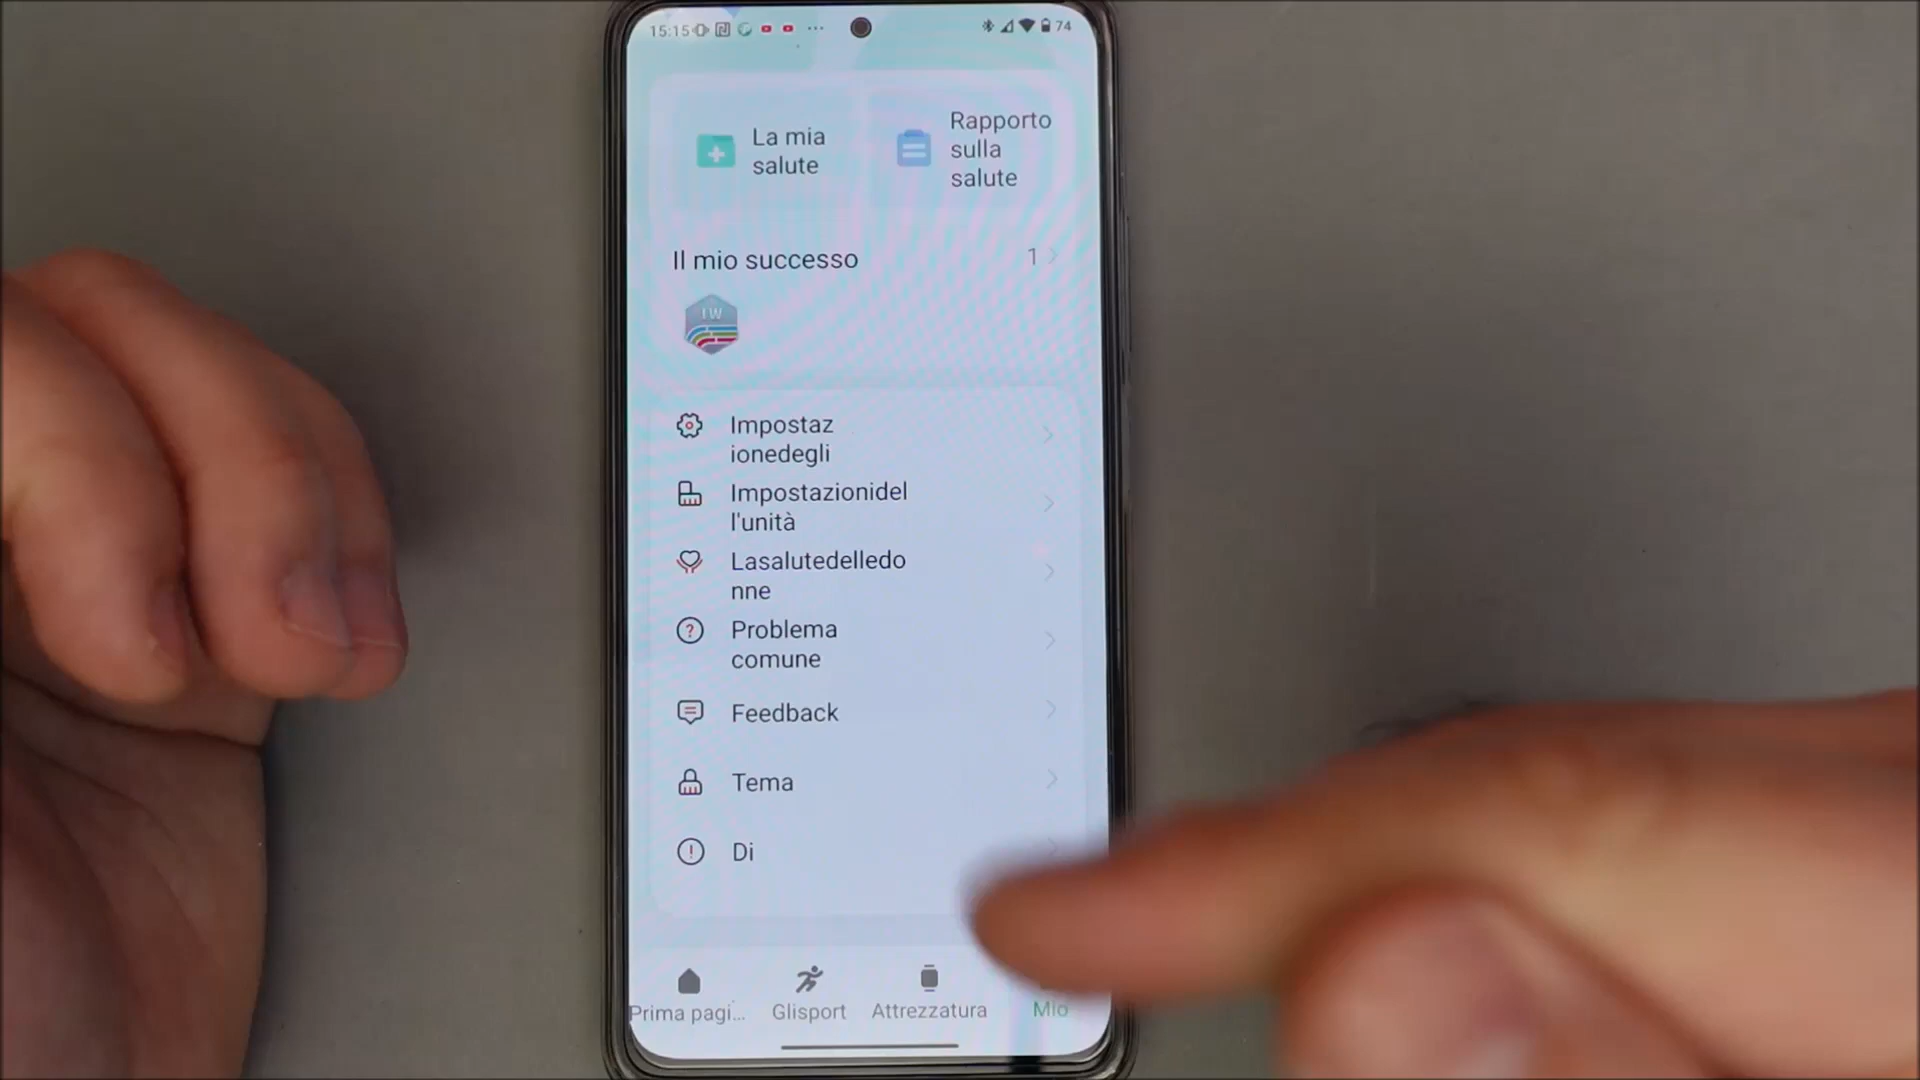 15:15
74
La mia
salute
Rapporto
sulla
salute
Il mio successo
1
1W
Impostaz
ionedegli
Impostazionidel
l'unità
Lasalutedelledo
nne
Problema
comune
Feedback
Tema
Di
Prima pagi...
Glisport
Attrezzatura
Mio